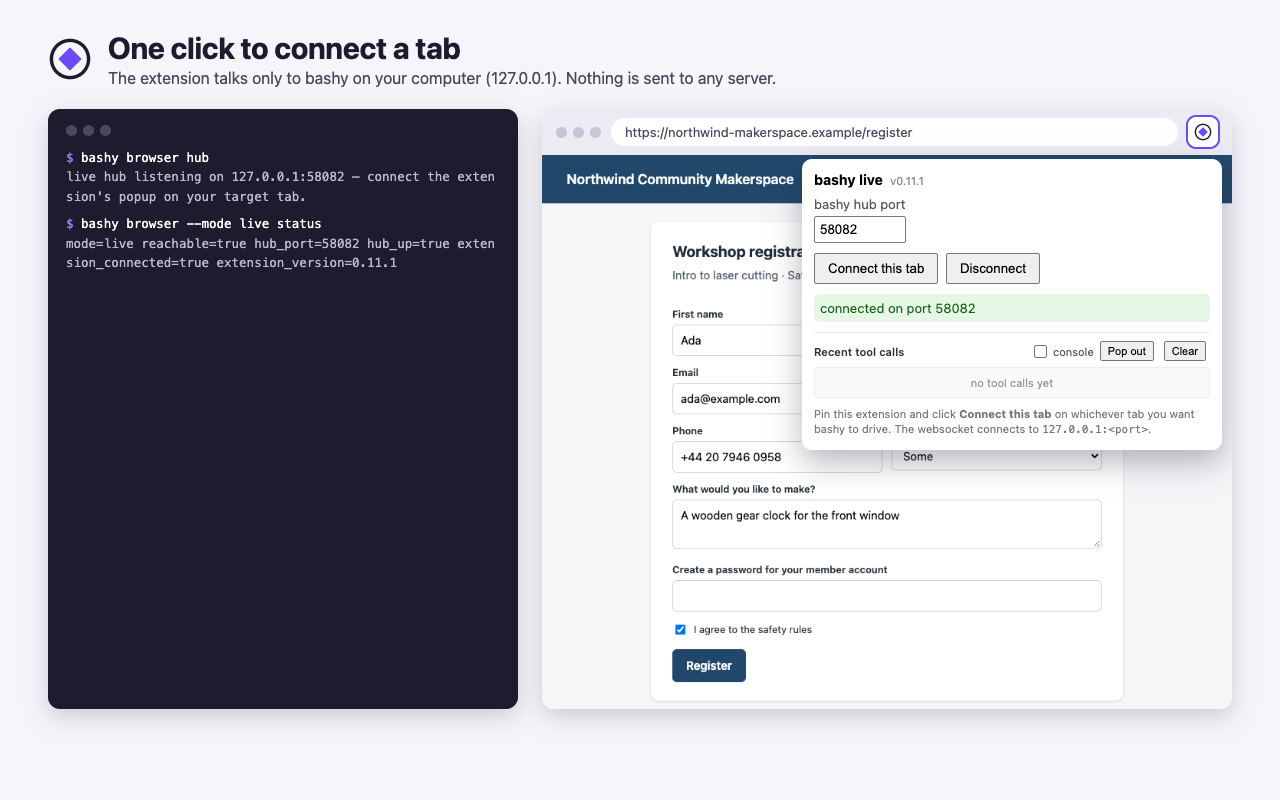 One click to connect a tab
The extension talks only to bashy on your computer (127.0.0.1). Nothing is sent to any server.
$ bashy browser hub
live hub listening on 127.0.0.1:58082 — connect the exten
sion's popup on your target tab.
$ bashy browser --mode live status
mode=live reachable=true hub_port=58082 hub_up=true exten
sion_connected=true extension_version=0.11.1
https://northwind-makerspace.example/register
Northwind Community Makerspace
bashy live v0.11.1
bashy hub port
58082
Connect this tab
Disconnect
connected on port 58082
Recent tool calls
console
Pop out
Clear
no tool calls yet
Pin this extension and click Connect this tab on whichever tab you want
bashy to drive. The websocket connects to 127.0.0.1:<port>.
Workshop registra
Intro to laser cutting · Sa
First name
Ada
Email
ada@example.com
Phone
+44 20 7946 0958
Some
What would you like to make?
A wooden gear clock for the front window
Create a password for your member account
I agree to the safety rules
Register